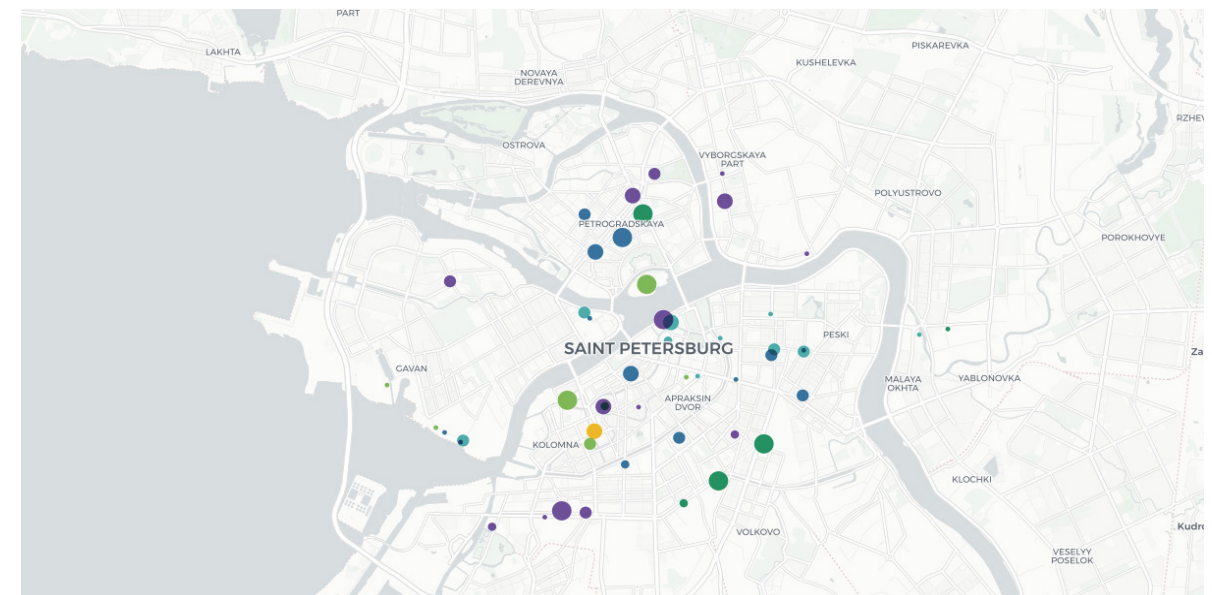 PART
LAKHTA
PISKAREVKA
KUSHELEVKA
NOVAYA
DEREVNYA
RZHEV
OSTROVA
VYBORGSKAYA
PART
POLYUSTROVO
PETROGRADSKAYA
POROKHOVYE
PESKI
SAINT PETERSBURG
Za
GAVAN
MALAYA
OKHTA
YABLONOVKA
APRAKSIN
DVOR
KOLOMNA
KLOCHKI
VOLKOVO
Kudro
VESELYY
POSELOK